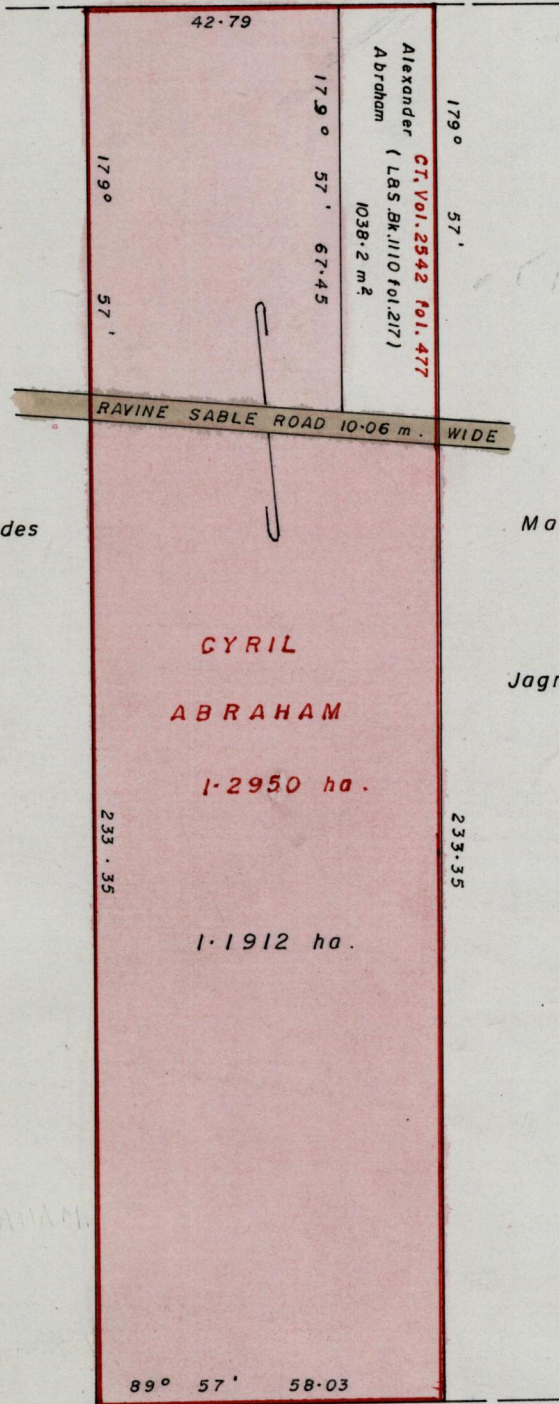 42·79
179° 57'
179° 57' 67·45
Alexander CT. Vol. 2542 fol. 477
Abraham ( L&S .Bk.1110 fol.217 )
1038·2 m²
179° 57'
RAVINE SABLE ROAD 10·06 m. WIDE
des
Ma
CYRIL
Jagr
ABRAHAM
1·2950 ha.
233·35
233·35
1·1912 ha.
89° 57' 58·03